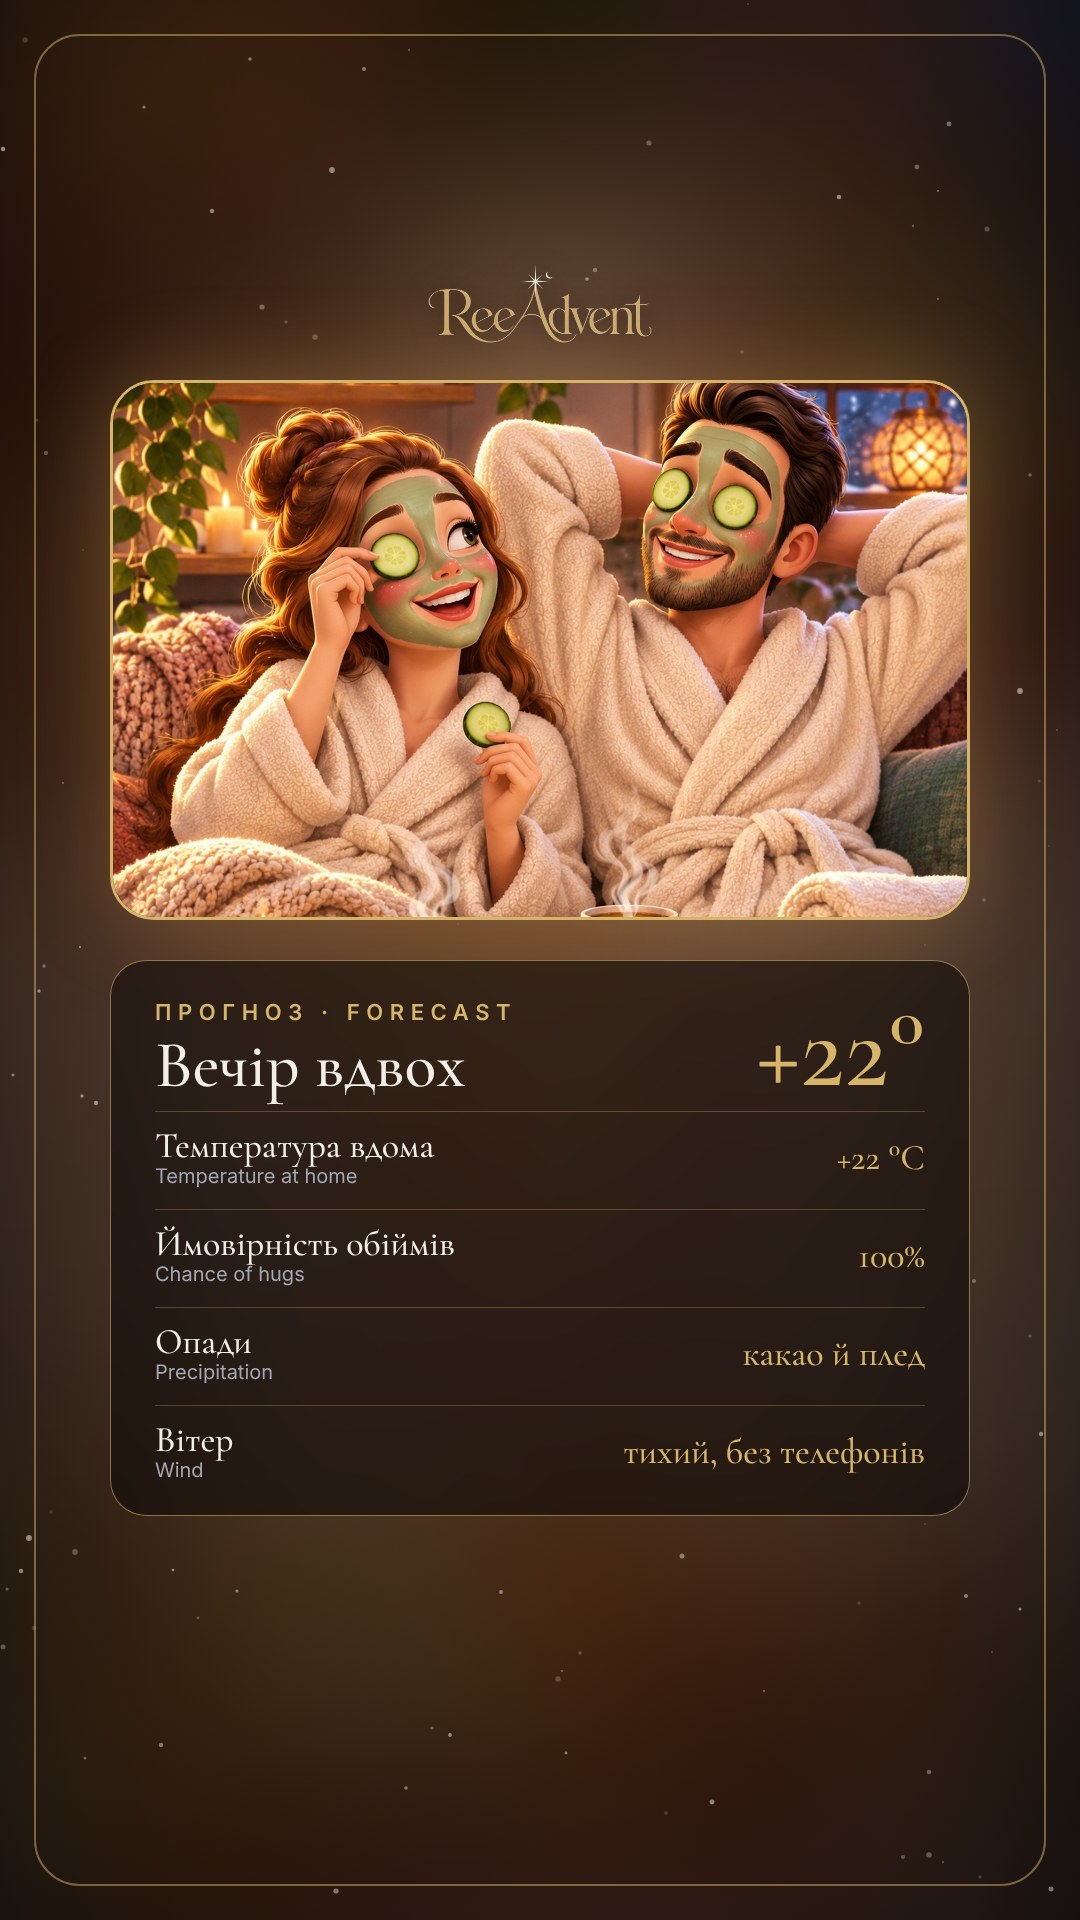 ReeAdvent
ПРОГНОЗ · FORECAST
Вечір вдвох
+22°
Температура вдома
Temperature at home
+22 °C
Ймовірність обіймів
Chance of hugs
100%
Опади
Precipitation
какао й плед
Вітер
Wind
тихий, без телефонів